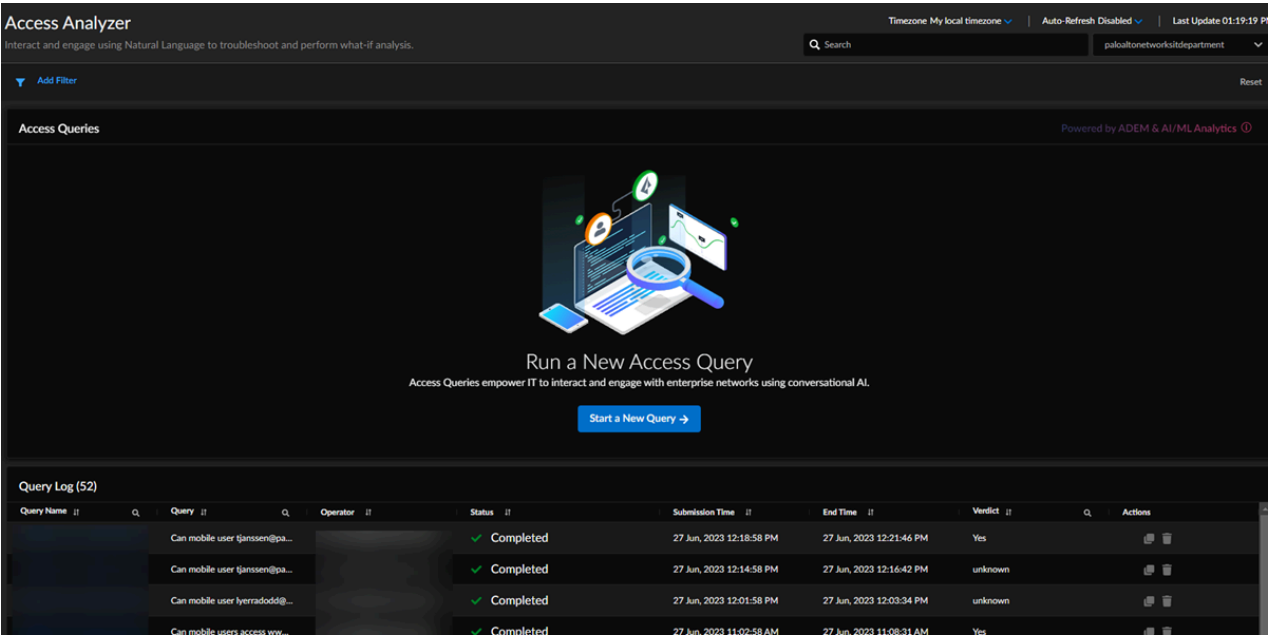 Access Analyzer
Timezone My local timezone
Auto-Refresh Disabled
Last Update 01:19:19 PM
Interact and engage using Natural Language to troubleshoot and perform what-if analysis.
Search
paloaltonetworksitdepartment
Add Filter
Reset
Access Queries
Powered by ADEM & AI/ML Analytics
Run a New Access Query
Access Queries empower IT to interact and engage with enterprise networks using conversational AI.
Start a New Query →
Query Log (52)
Query Name Query Operator Status Submission Time End Time Verdict Actions
Can mobile user tjanssen@pa... Completed 27 Jun, 2023 12:18:58 PM 27 Jun, 2023 12:21:46 PM Yes
Can mobile user tjanssen@pa... Completed 27 Jun, 2023 12:14:58 PM 27 Jun, 2023 12:16:42 PM unknown
Can mobile user lyerradodd@... Completed 27 Jun, 2023 12:01:58 PM 27 Jun, 2023 12:03:34 PM unknown
Can mobile users access ww... Completed 27 Jun, 2023 11:02:58 AM 27 Jun, 2023 11:08:31 AM Yes